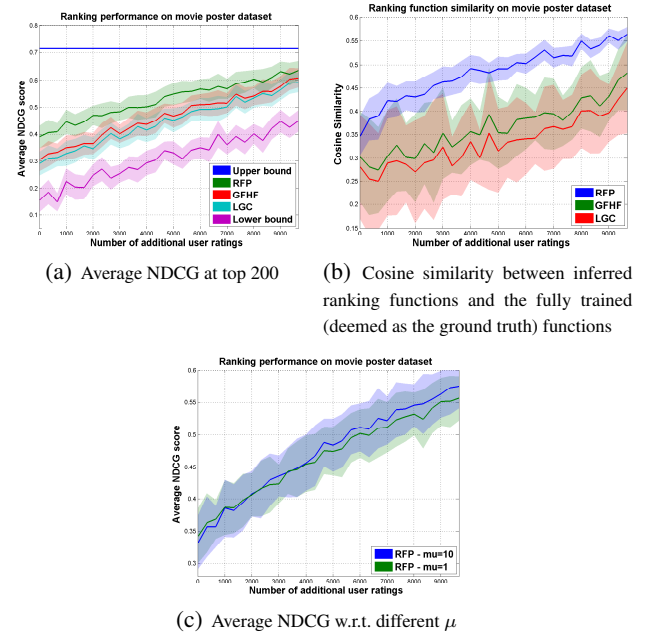 Ranking performance on movie poster dataset
0.8
0.7
0.6
0.5
0.4
0.3
0.2
0.1
Average NDCG score
Upper bound
RFP
GFHF
LGC
Lower bound
0 1000 2000 3000 4000 5000 6000 7000 8000 9000
Number of additional user ratings
(a) Average NDCG at top 200
Ranking function similarity on movie poster dataset
0.6
0.55
0.5
0.45
0.4
0.35
0.3
0.25
0.2
0.15
Cosine Similarity
RFP
GFHF
LGC
0 1000 2000 3000 4000 5000 6000 7000 8000 9000
Number of additional user ratings
(b) Cosine similarity between inferred
ranking functions and the fully trained
(deemed as the ground truth) functions
Ranking performance on movie poster dataset
0.6
0.55
0.5
0.45
0.4
0.35
0.3
Average NDCG score
RFP - mu=10
RFP - mu=1
0 1000 2000 3000 4000 5000 6000 7000 8000 9000
Number of additional user ratings
(c) Average NDCG w.r.t. different μ